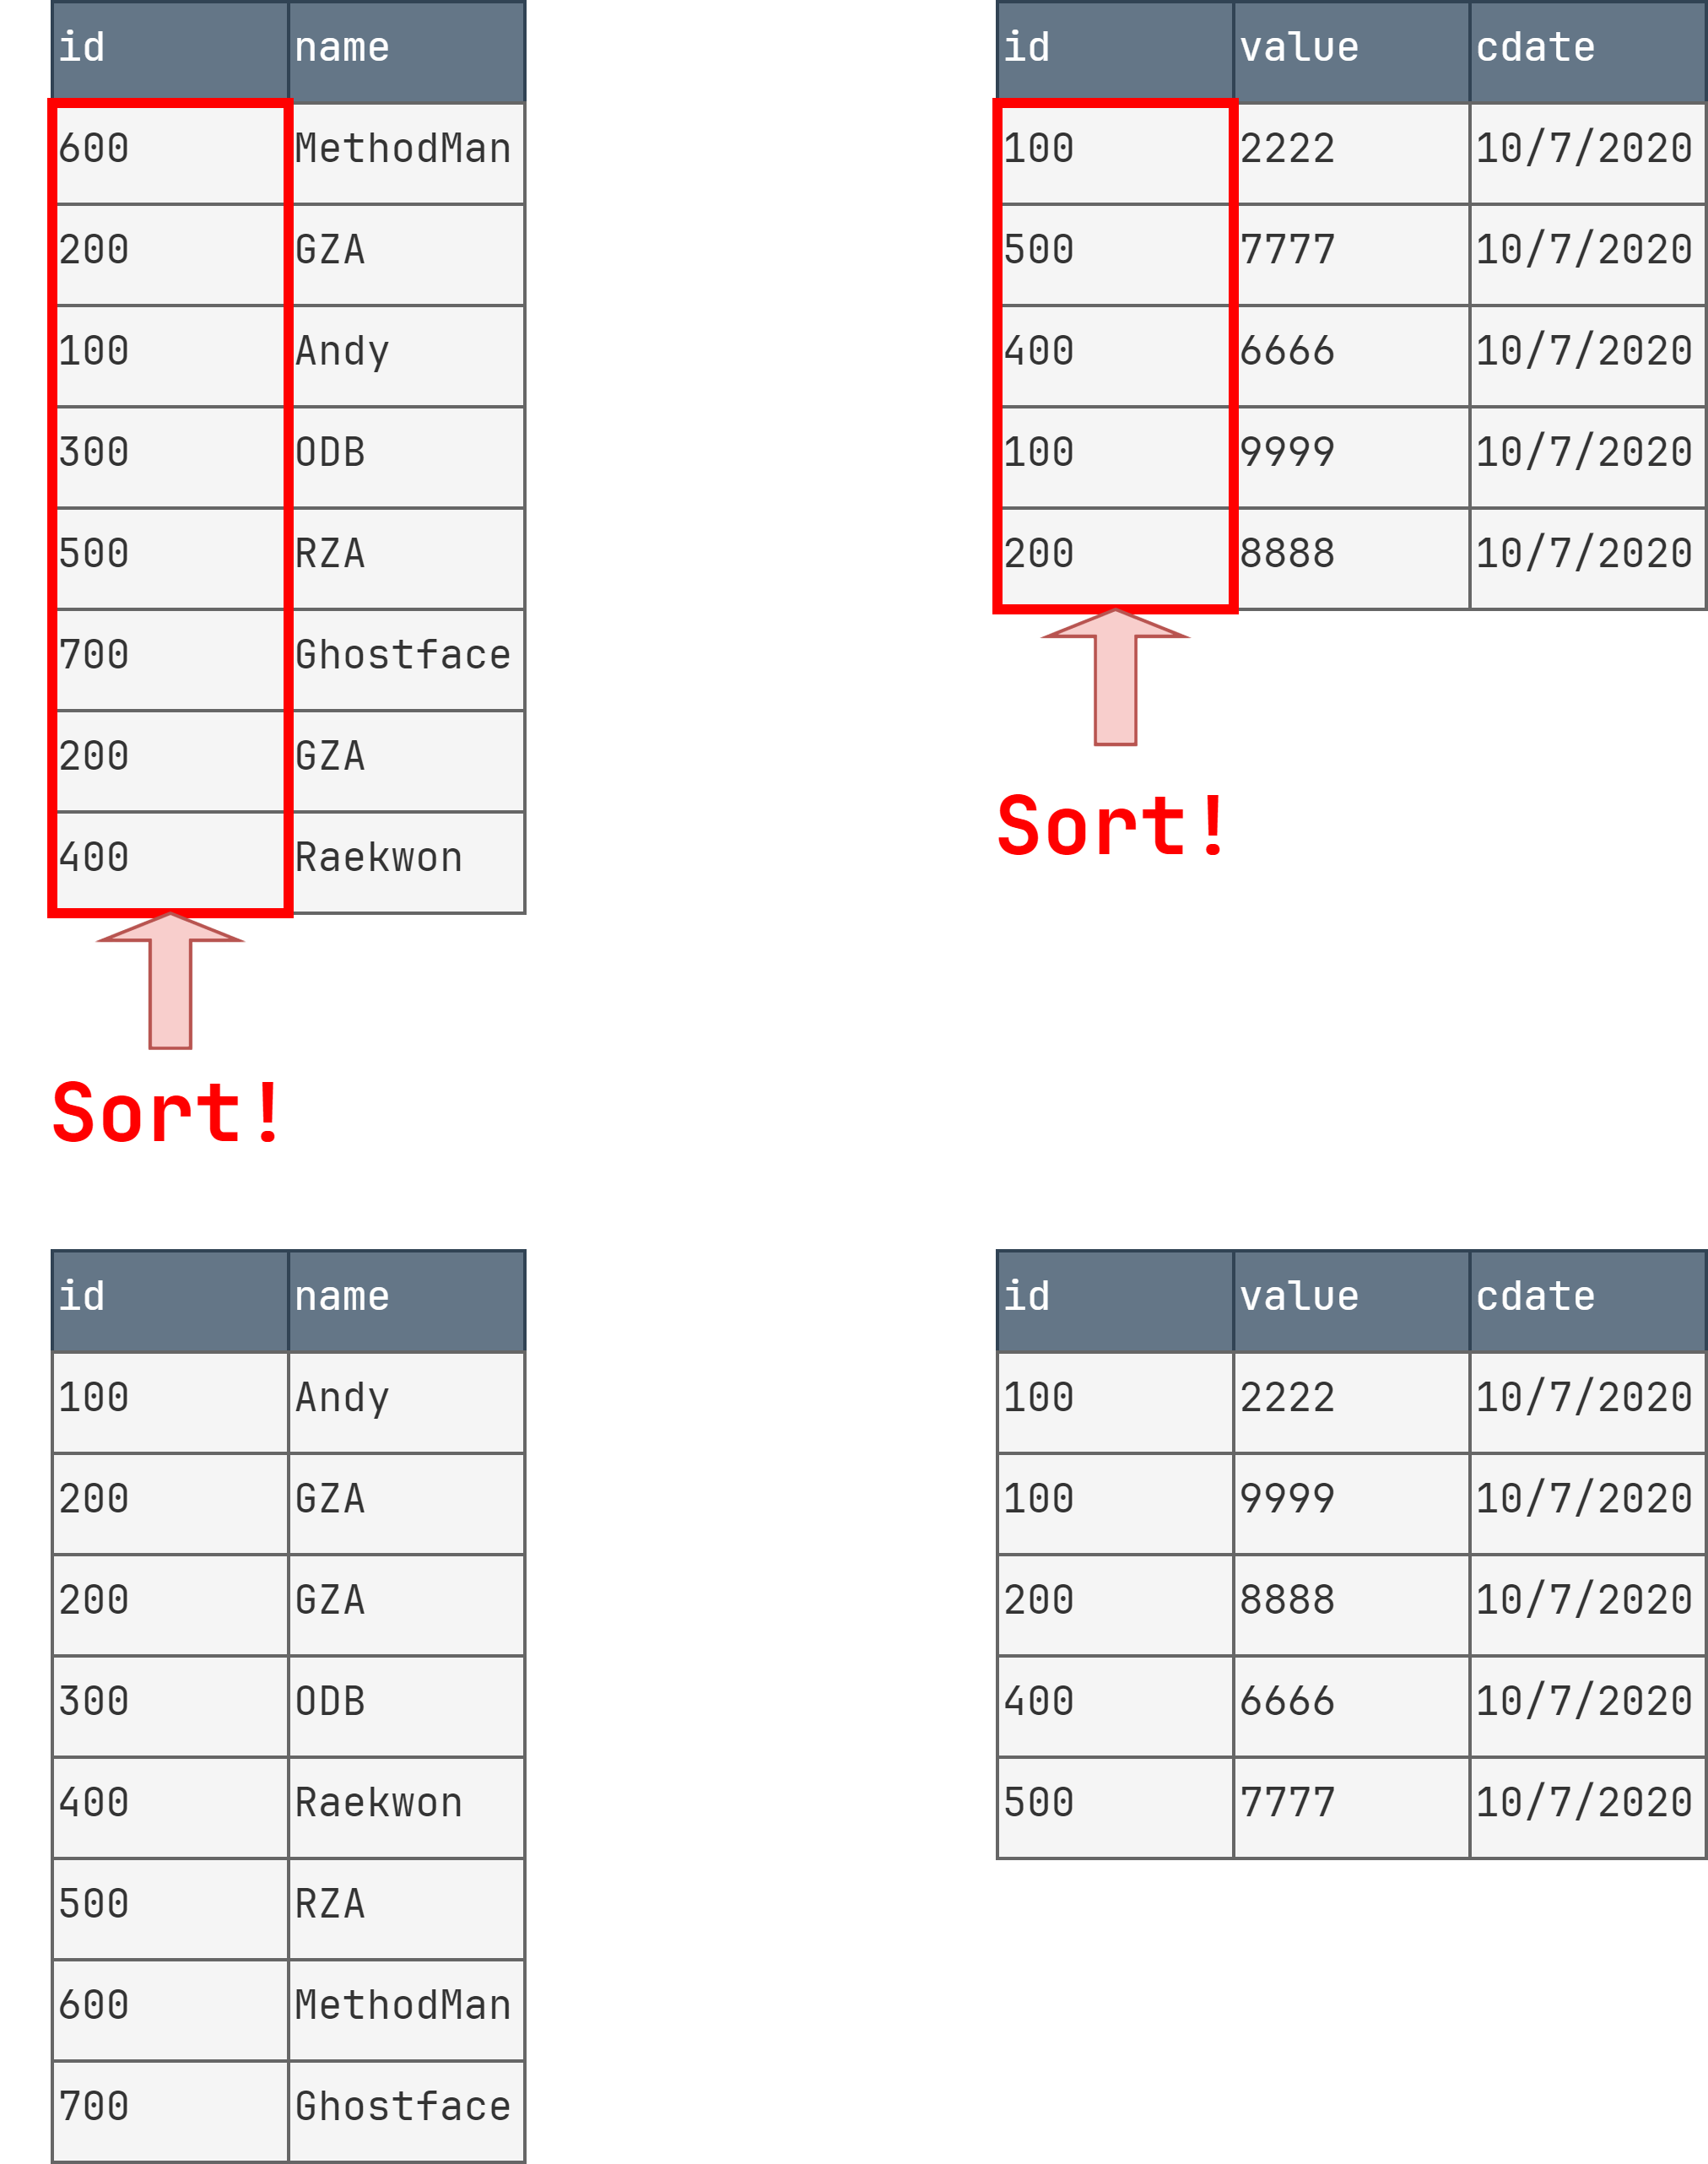 id name
600 MethodMan
200 GZA
100 Andy
300 ODB
500 RZA
700 Ghostface
200 GZA
400 Raekwon
Sort!
id value cdate
100 2222 10/7/2020
500 7777 10/7/2020
400 6666 10/7/2020
100 9999 10/7/2020
200 8888 10/7/2020
Sort!
id name
100 Andy
200 GZA
200 GZA
300 ODB
400 Raekwon
500 RZA
600 MethodMan
700 Ghostface
id value cdate
100 2222 10/7/2020
100 9999 10/7/2020
200 8888 10/7/2020
400 6666 10/7/2020
500 7777 10/7/2020